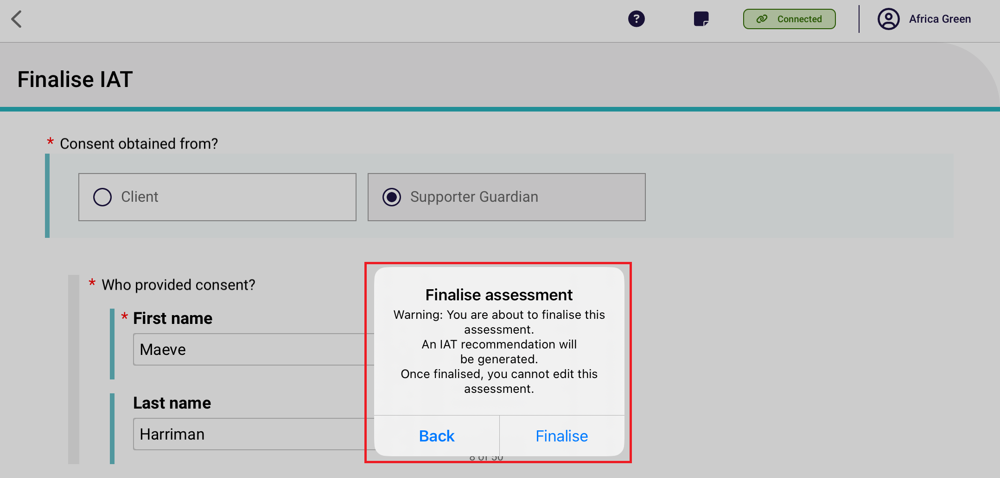 ?
Connected
Africa Green
Finalise IAT
* Consent obtained from?
Client
Supporter Guardian
* Who provided consent?
* First name
Maeve
Last name
Harriman
Finalise assessment
Warning: You are about to finalise this
assessment.
An IAT recommendation will
be generated.
Once finalised, you cannot edit this
assessment.
Back
Finalise
8 of 50